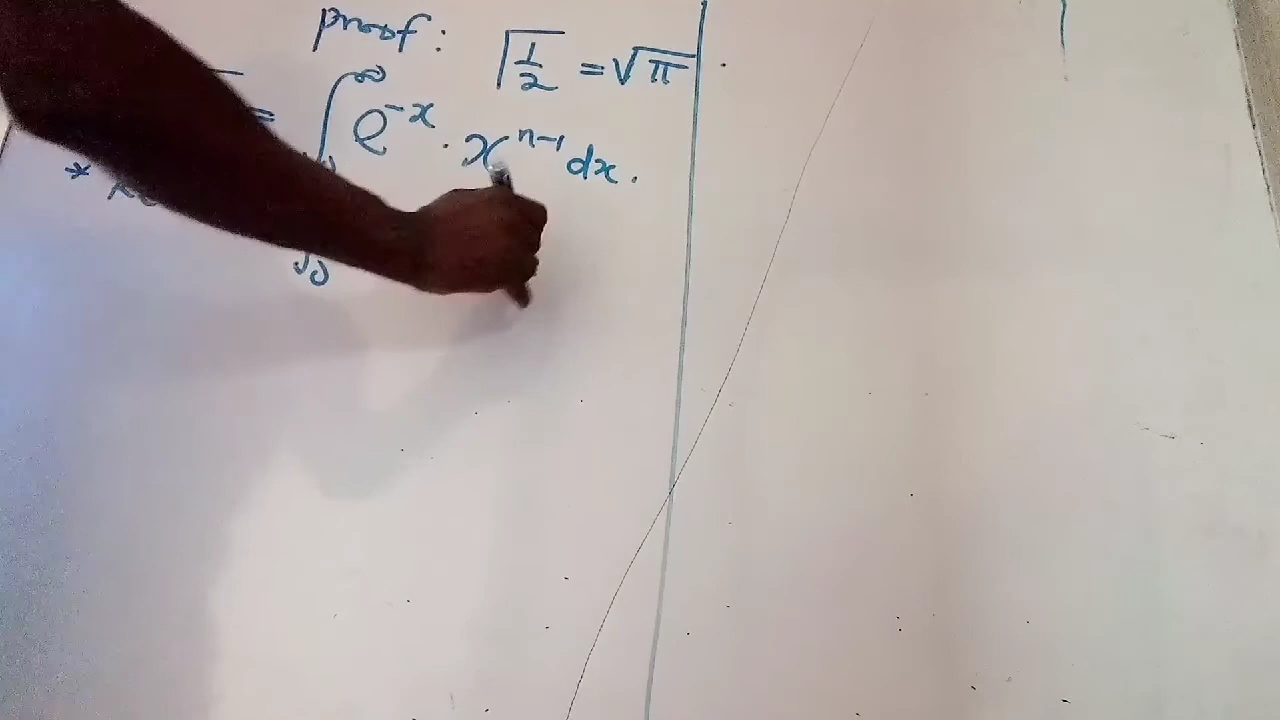 proof: Γ1/2 = √π .
= ∫ ∞ e^-x . x^n-1 dx.
*
∫0